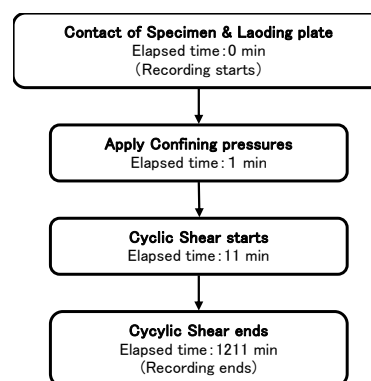 Contact of Specimen & Laoding plate
Elapsed time：0 min
（Recording starts）
Apply Confining pressures
Elapsed time：1 min
Cyclic Shear starts
Elapsed time：11 min
Cycylic Shear ends
Elapsed time：1211 min
(Recording ends)